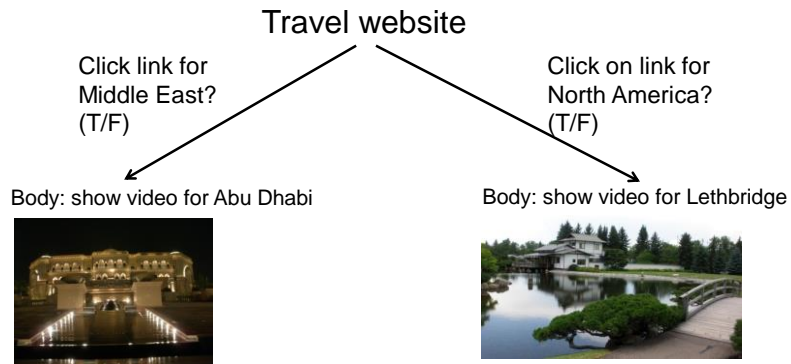 Travel website
Click link for
Middle East?
(T/F)
Click on link for
North America?
(T/F)
Body: show video for Abu Dhabi
Body: show video for Lethbridge